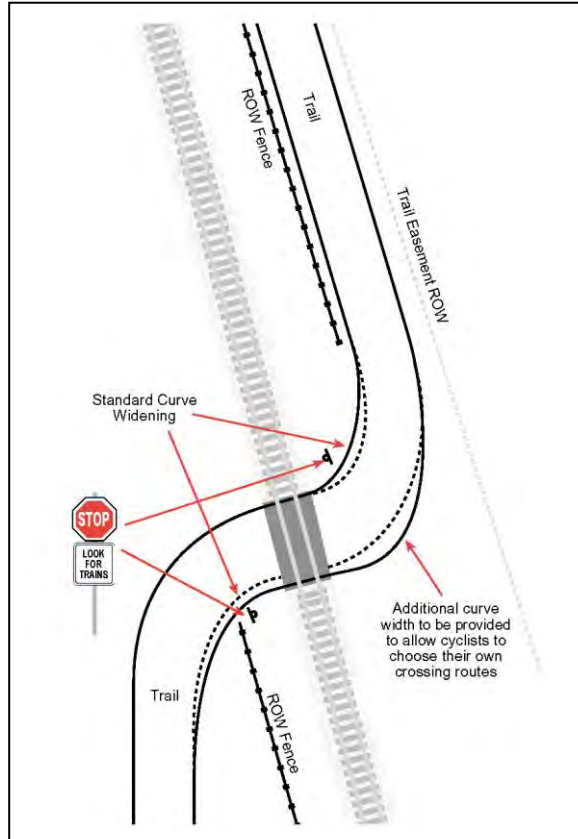 Trail
ROW Fence
Trail Easement ROW
Standard Curve
Widening
STOP
LOOK
FOR
TRAINS
Additional curve
width to be provided
to allow cyclists to
choose their own
crossing routes
Trail
ROW Fence